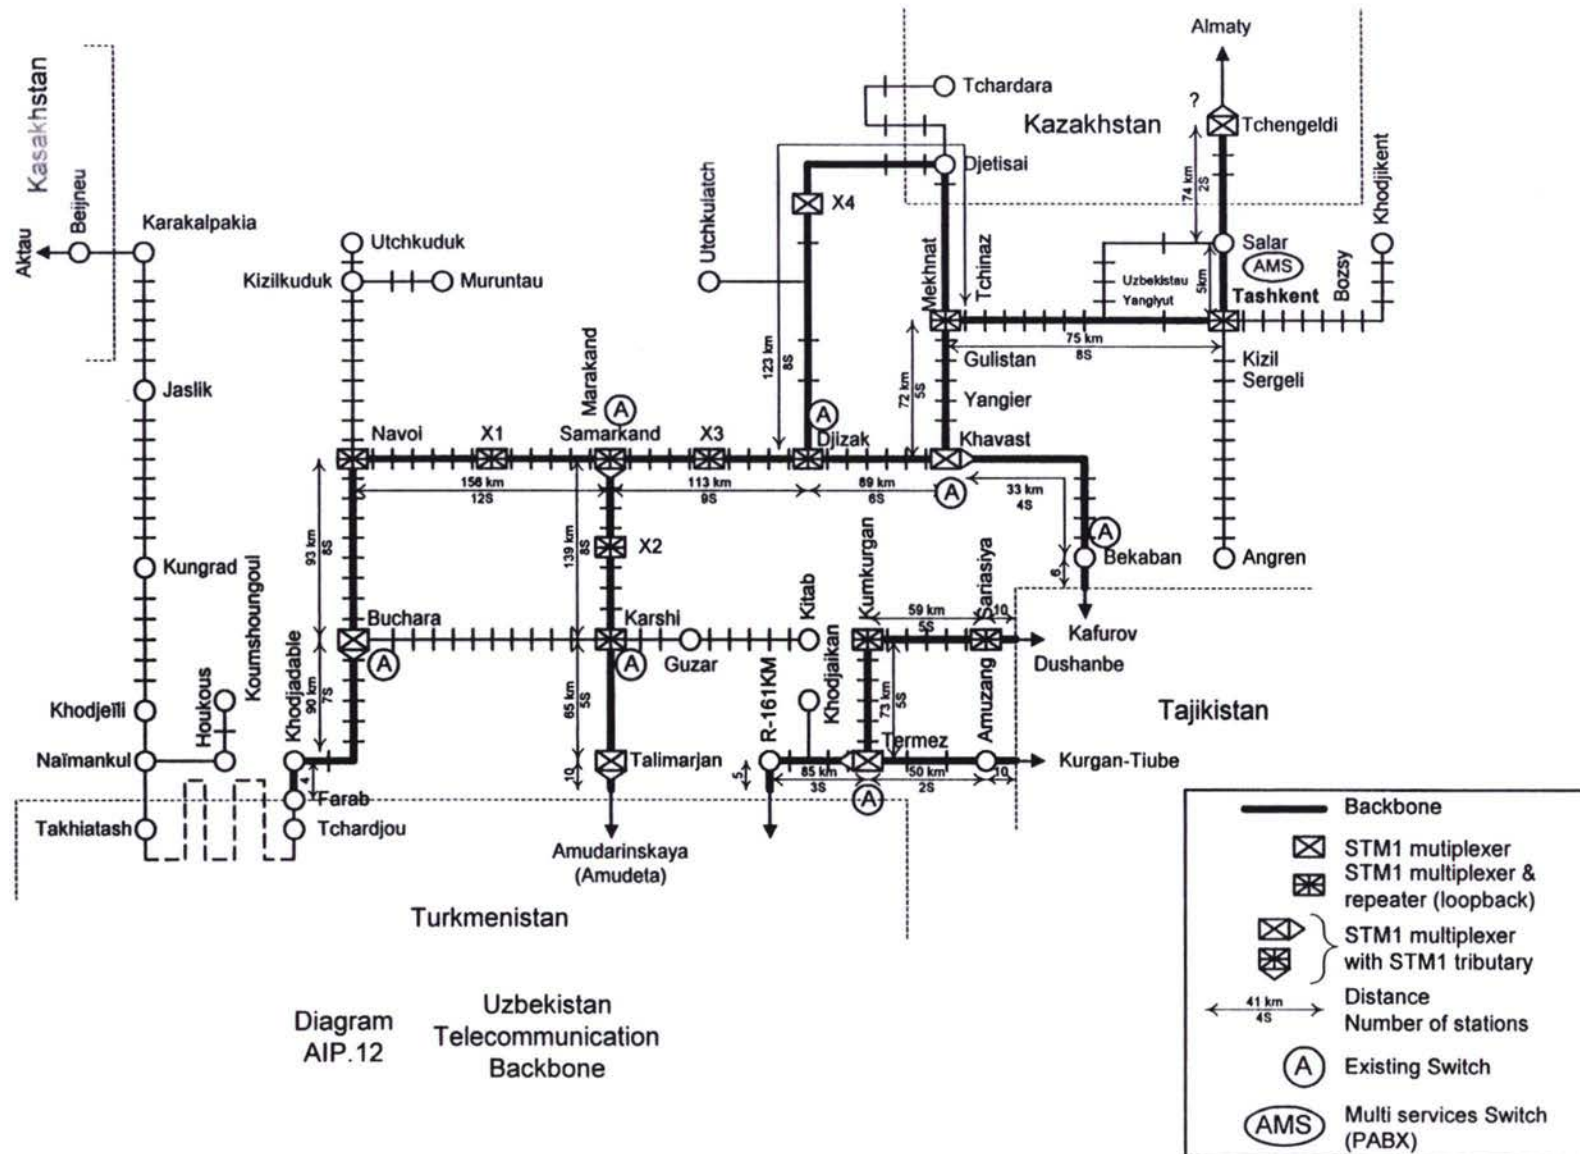 Almaty
Kasakhstan
Tchardara
?
Kazakhstan
Tchengeldi
Beijneu
Aktau
Karakalpakia
Utchkuduk
Kizilkuduk
Muruntau
Utchkulatch
Djetisai
X4
74 km
2S
Khodjikent
Salar
AMS
Tashkent
5km
Uzbekistau
Yanglyut
Bozsy
Mekhnat
Tchinaz
75 km
8S
Jaslik
123 km
8S
72 km
5S
Gulistan
Yangier
Kizil
Sergeli
Marakand
A
Navoi
X1
Samarkand
X3
A
Djizak
Khavast
156 km
12S
113 km
9S
89 km
6S
A
33 km
4S
A
Bekaban
6
Angren
Kungrad
93 km
8S
139 km
8S
X2
Buchara
A
Karshi
A
Guzar
Kitab
Kumkurgan
59 km
5S
Sariasiya
10
Kafurov
Dushanbe
Khodjeïli
Houkous
Koumshoungoul
Khodjadable
90 km
7S
65 km
5S
R-161KM
Khodjaikan
73 km
5S
Amuzang
Tajikistan
Naïmankul
4
Farab
Talimarjan
10
5
85 km
3S
Termez
A
50 km
2S
10
Kurgan-Tiube
Takhiatash
Tchardjou
Amudarinskaya
(Amudeta)
Turkmenistan
Diagram
AIP.12
Uzbekistan
Telecommunication
Backbone
Backbone
STM1 mutiplexer
STM1 multiplexer &
repeater (loopback)
STM1 multiplexer
with STM1 tributary
41 km
4S
Distance
Number of stations
A
Existing Switch
AMS
Multi services Switch
(PABX)